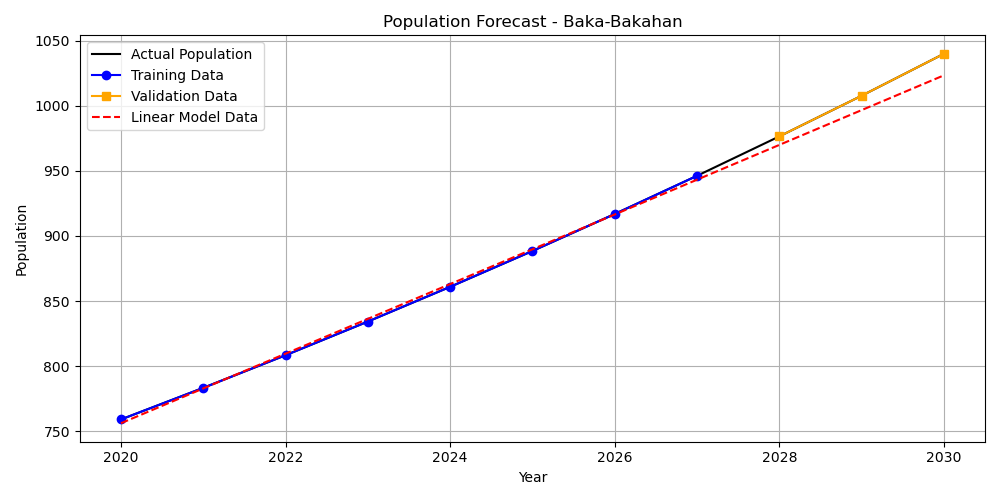 Population Forecast - Baka-Bakahan
Actual Population
Training Data
Validation Data
Linear Model Data
Population
1050
1000
950
900
850
800
750
2020
2022
2024
2026
2028
2030
Year